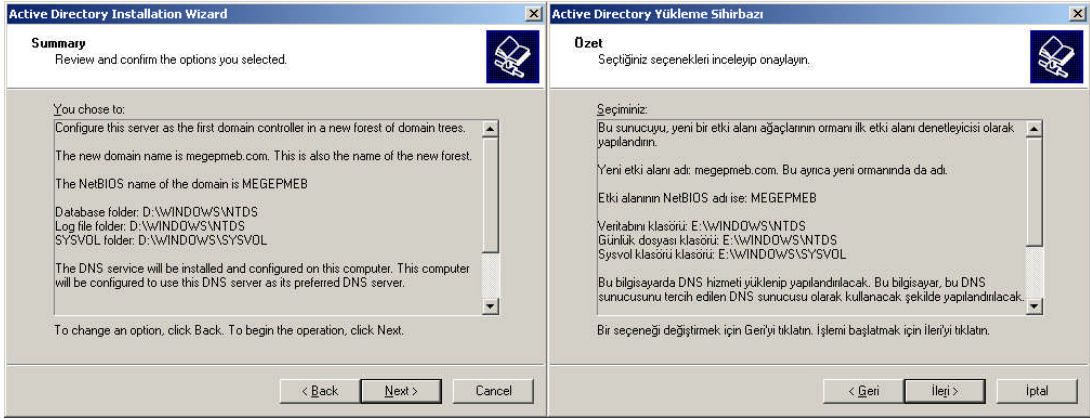 Active Directory Installation Wizard
Summary
Review and confirm the options you selected.
You chose to:
Configure this server as the first domain controller in a new forest of domain trees.
The new domain name is megepmeb.com. This is also the name of the new forest.
The NetBIOS name of the domain is MEGEPMEB
Database folder: D:\WINDOWS\NTDS
Log file folder: D:\WINDOWS\NTDS
SYSVOL folder: D:\WINDOWS\SYSVOL
The DNS service will be installed and configured on this computer. This computer
will be configured to use this DNS server as its preferred DNS server.
To change an option, click Back. To begin the operation, click Next.
< Back
Next >
Cancel
Active Directory Yükleme Sihirbazı
Özet
Seçtiğiniz seçenekleri inceleyip onaylayın.
Seçiminiz:
Bu sunucuyu, yeni bir etki alanı ağaçlarının ormanı ilk etki alanı denetleyicisi olarak
yapılandırın.
Yeni etki alanı adı: megepmeb.com. Bu ayrıca yeni ormanında da adı.
Etki alanının NetBIOS adı ise: MEGEPMEB
Veritabını klasörü: E:\WINDOWS\NTDS
Günlük dosyası klasörü: E:\WINDOWS\NTDS
Sysvol klasörü klasörü: E:\WINDOWS\SYSVOL
Bu bilgisayarda DNS hizmeti yüklenip yapılandırılacak. Bu bilgisayar, bu DNS
sunucusunu tercih edilen DNS sunucusu olarak kullanacak şekilde yapılandırılacak.
Bir seçeneği değiştirmek için Geri'yi tıklatın. İşlemi başlatmak için İleri'yi tıklatın.
< Geri
İleri >
İptal